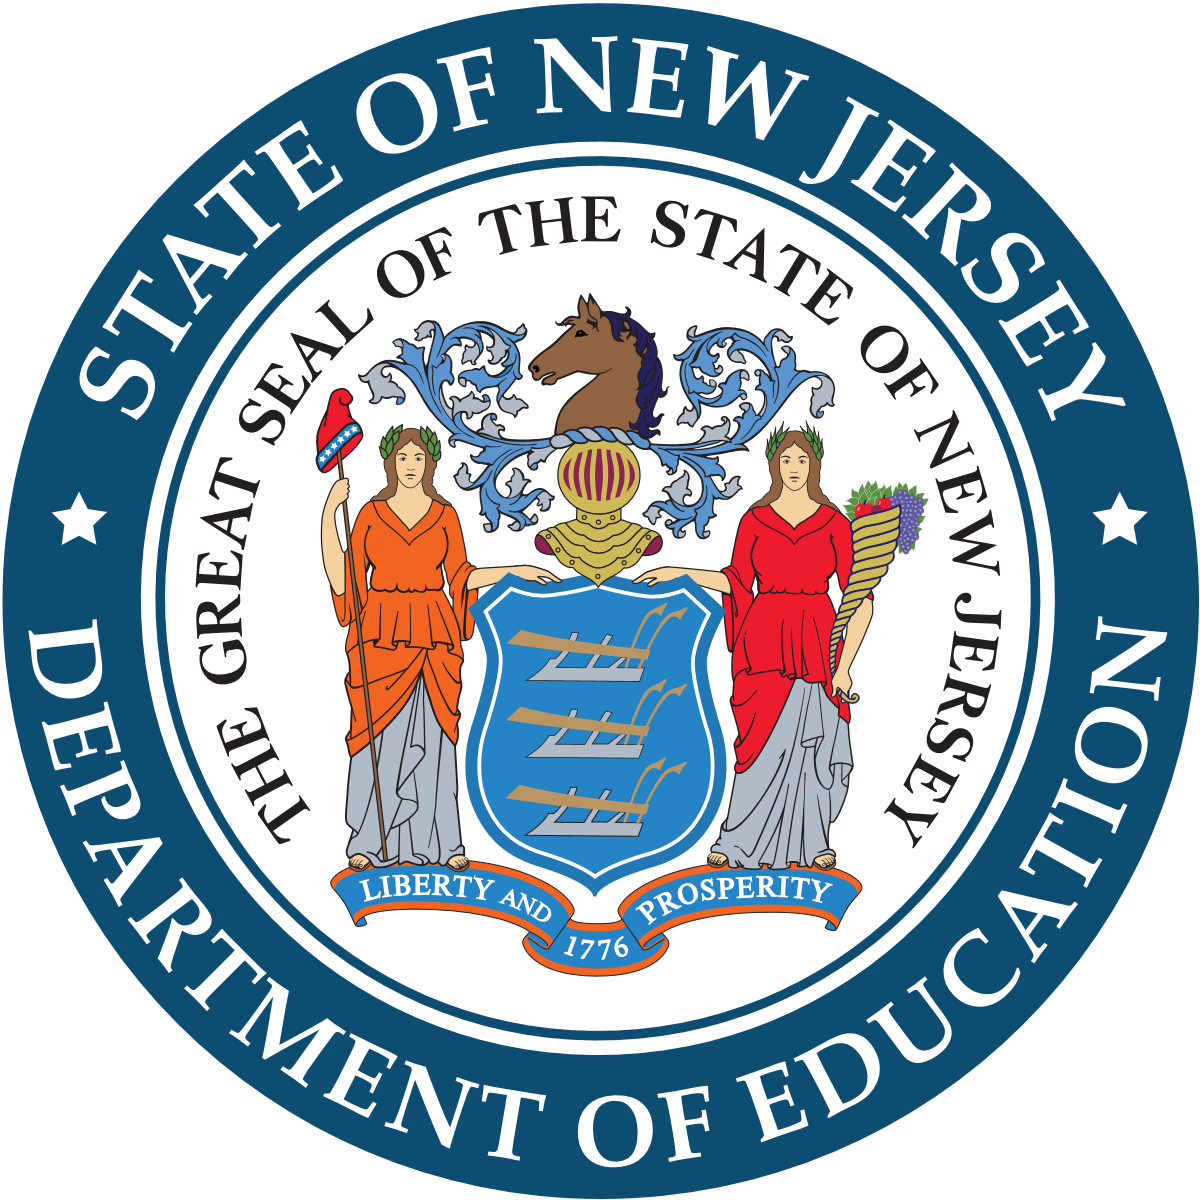 STATE OF NEW JERSEY
THE GREAT SEAL OF THE STATE OF NEW JERSEY
LIBERTY AND PROSPERITY
1776
DEPARTMENT OF EDUCATION